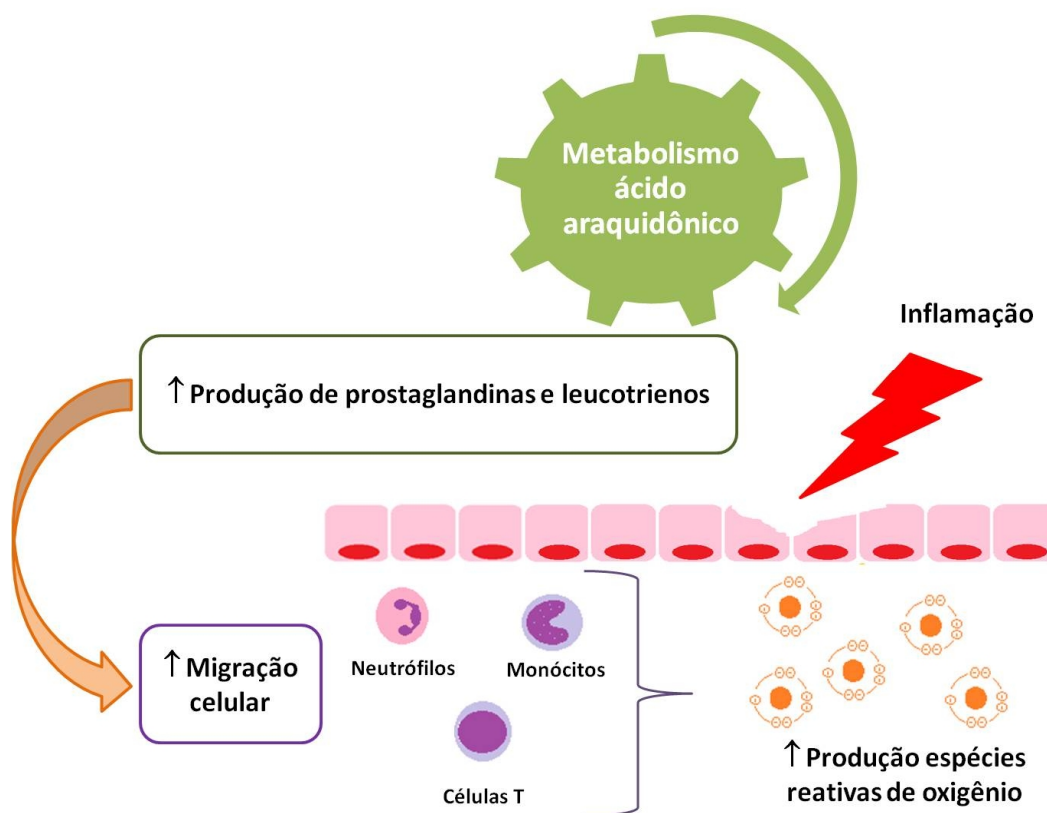 Metabolismo
ácido
araquidônico
Inflamação
↑ Produção de prostaglandinas e leucotrienos
↑ Migração
celular
Neutrófilos
Monócitos
Células T
↑ Produção espécies
reativas de oxigênio